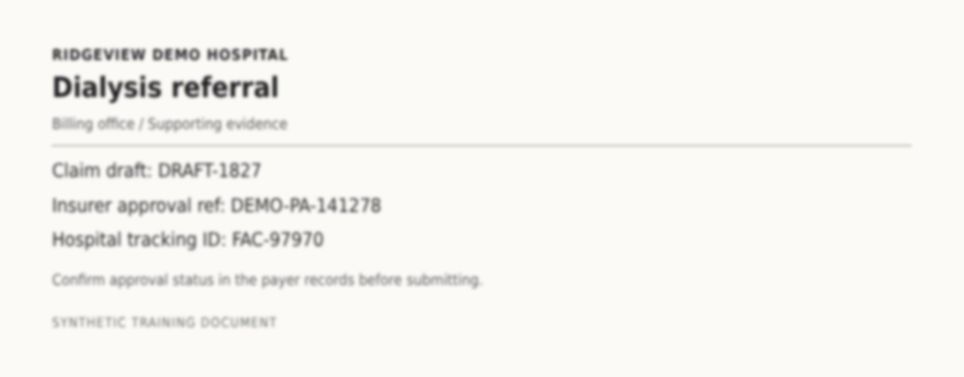 RIDGEVIEW DEMO HOSPITAL
Dialysis referral
Billing office / Supporting evidence
Claim draft: DRAFT-1827
Insurer approval ref: DEMO-PA-141278
Hospital tracking ID: FAC-97970
Confirm approval status in the payer records before submitting.
SYNTHETIC TRAINING DOCUMENT